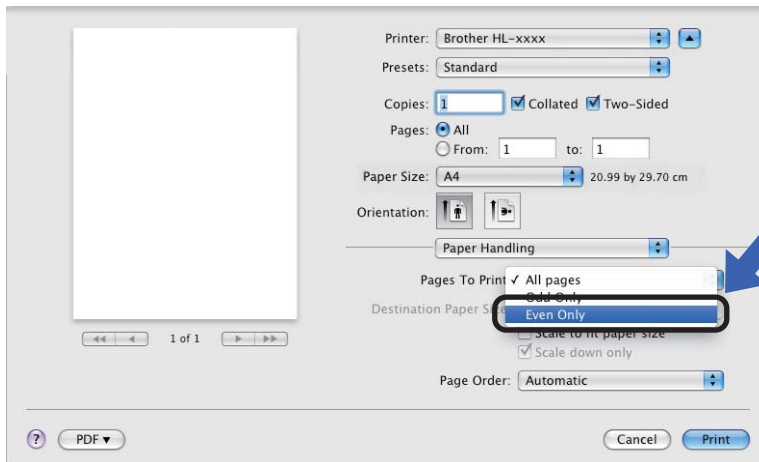 Printer: Brother HL-xxxx
Presets: Standard
Copies: 1 Collated Two-Sided
Pages: All
From: 1 to: 1
Paper Size: A4 20.99 by 29.70 cm
Orientation:
Paper Handling
Pages To Print ✓ All pages
Odd Only
Destination Paper Size
Even Only
Scale to fit paper size
Scale down only
1 of 1
Page Order: Automatic
? PDF▼ Cancel Print